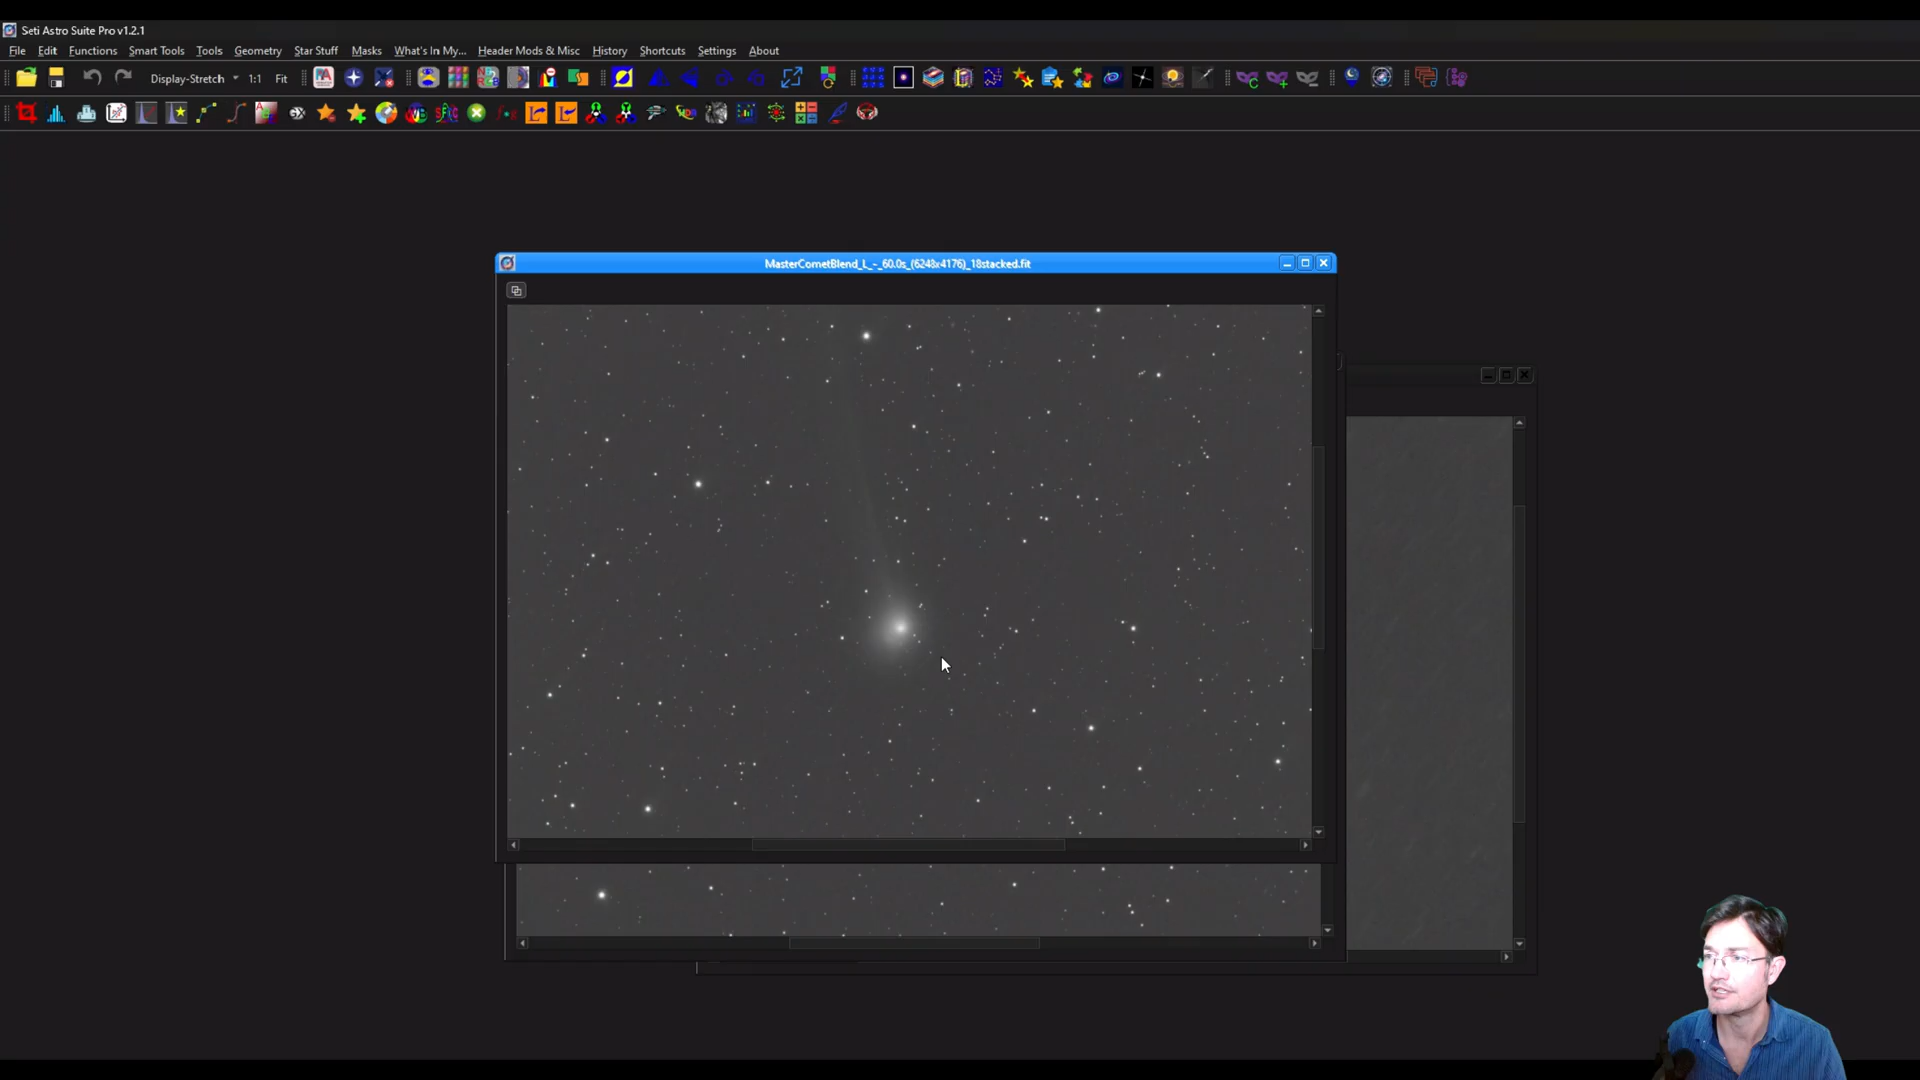 Seti Astro Suite Pro v1.2.1
File Edit Functions Smart Tools Tools Geometry Star Stuff Masks What's In My... Header Mods & Misc History Shortcuts Settings About
Display-Stretch 1:1 Fit
MasterCometBlend_L_-_60.0s_(6248x4176)_18stacked.fit